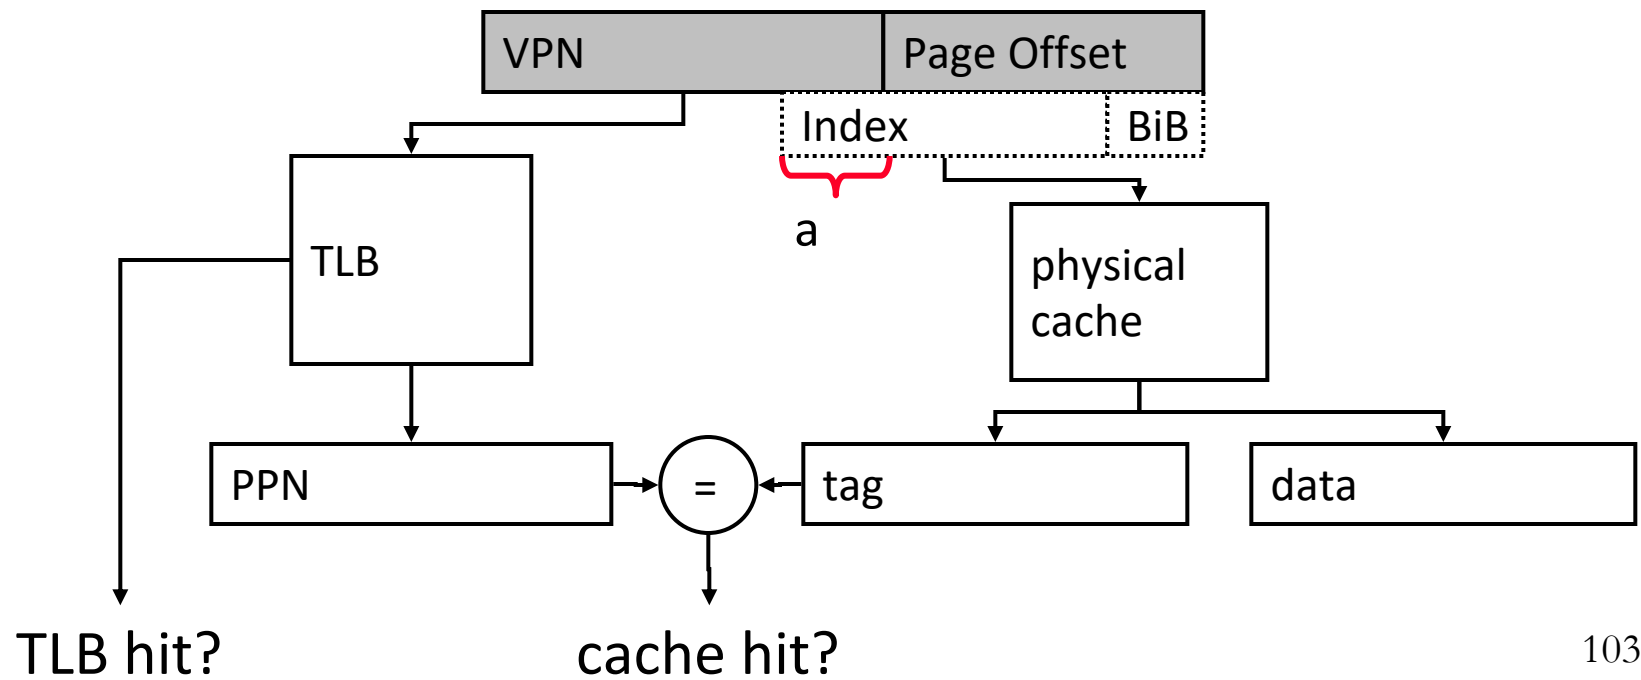 VPN
Page Offset
Index
BiB
a
TLB
physical
cache
PPN
=
tag
data
TLB hit?
cache hit?
103